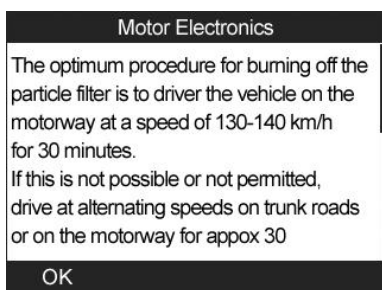 Motor Electronics
The optimum procedure for burning off the
particle filter is to driver the vehicle on the
motorway at a speed of 130-140 km/h
for 30 minutes.
If this is not possible or not permitted,
drive at alternating speeds on trunk roads
or on the motorway for appox 30
OK